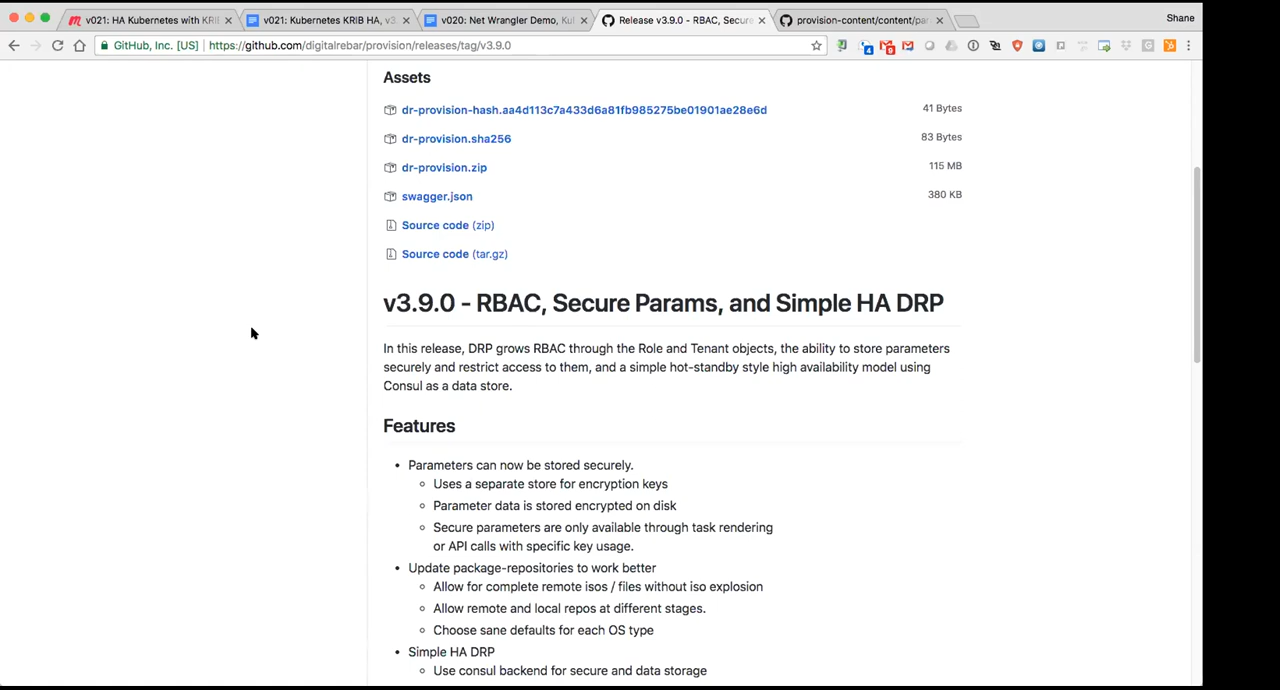 v021: HA Kubernetes with KRI
v021: Kubernetes KRIB HA, v3.
v020: Net Wrangler Demo, Ku
Release v3.9.0 - RBAC, Secure
provision-content/content/par
Shane
GitHub, Inc. [US]
https://github.com/digitalrebar/provision/releases/tag/v3.9.0
Assets
dr-provision-hash.aa4d113c7a433d6a81fb985275be01901ae28e6d
41 Bytes
dr-provision.sha256
83 Bytes
dr-provision.zip
115 MB
swagger.json
380 KB
Source code (zip)
Source code (tar.gz)
v3.9.0 - RBAC, Secure Params, and Simple HA DRP
In this release, DRP grows RBAC through the Role and Tenant objects, the ability to store parameters
securely and restrict access to them, and a simple hot-standby style high availability model using
Consul as a data store.
Features
• Parameters can now be stored securely.
◦ Uses a separate store for encryption keys
◦ Parameter data is stored encrypted on disk
◦ Secure parameters are only available through task rendering
or API calls with specific key usage.
• Update package-repositories to work better
◦ Allow for complete remote isos / files without iso explosion
◦ Allow remote and local repos at different stages.
◦ Choose sane defaults for each OS type
• Simple HA DRP
◦ Use consul backend for secure and data storage